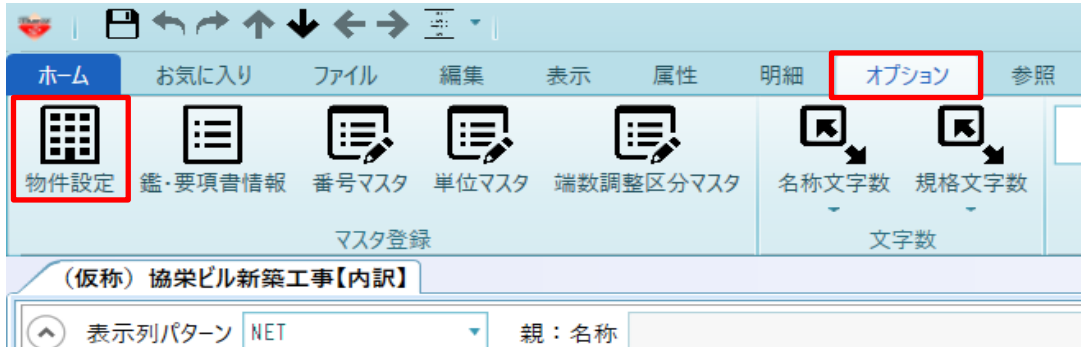 ホーム お気に入り ファイル 編集 表示 属性 明細 オプション 参照
物件設定 鑑・要項書情報 番号マスタ 単位マスタ 端数調整区分マスタ 名称文字数 規格文字数
マスタ登録 文字数
（仮称）協栄ビル新築工事【内訳】
表示列パターン NET 親：名称